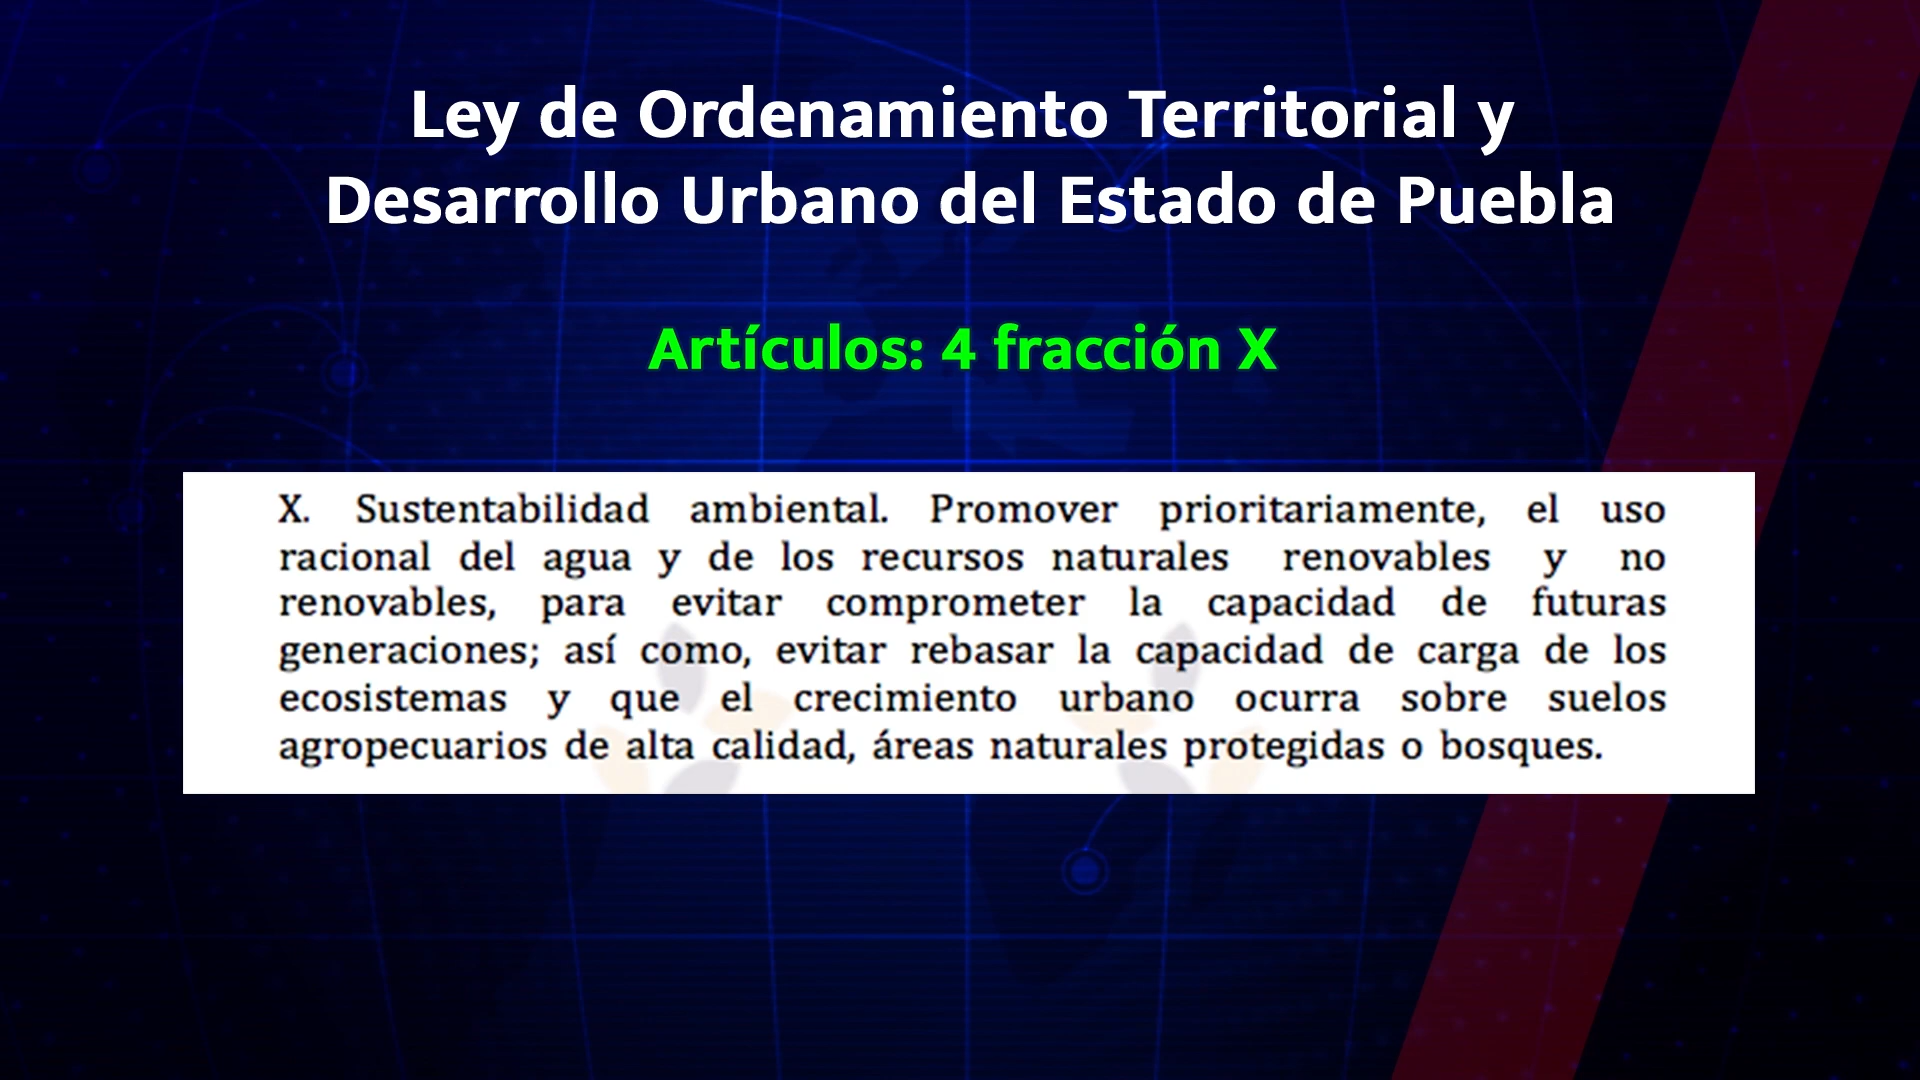 Ley de Ordenamiento Territorial y
Desarrollo Urbano del Estado de Puebla
Artículos: 4 fracción X
X. Sustentabilidad ambiental. Promover prioritariamente, el uso
racional del agua y de los recursos naturales renovables y no
renovables, para evitar comprometer la capacidad de futuras
generaciones; así como, evitar rebasar la capacidad de carga de los
ecosistemas y que el crecimiento urbano ocurra sobre suelos
agropecuarios de alta calidad, áreas naturales protegidas o bosques.